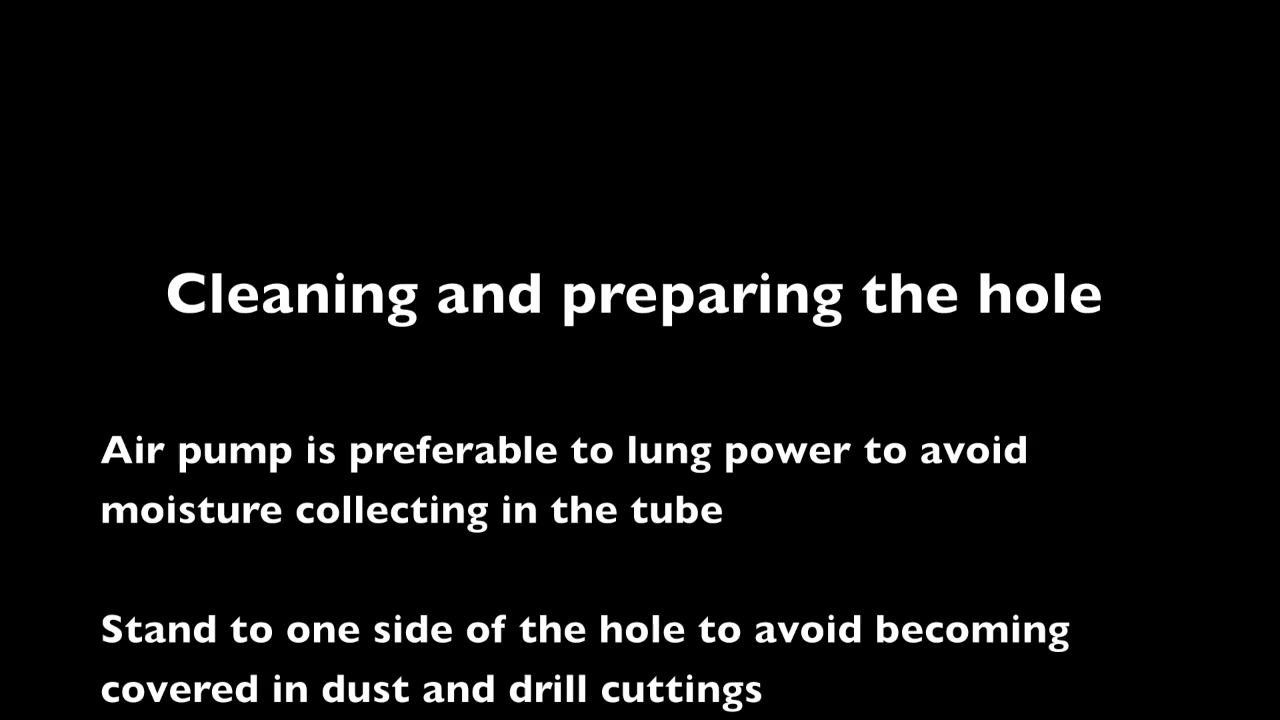 Cleaning and preparing the hole
Air pump is preferable to lung power to avoid
moisture collecting in the tube
Stand to one side of the hole to avoid becoming
covered in dust and drill cuttings